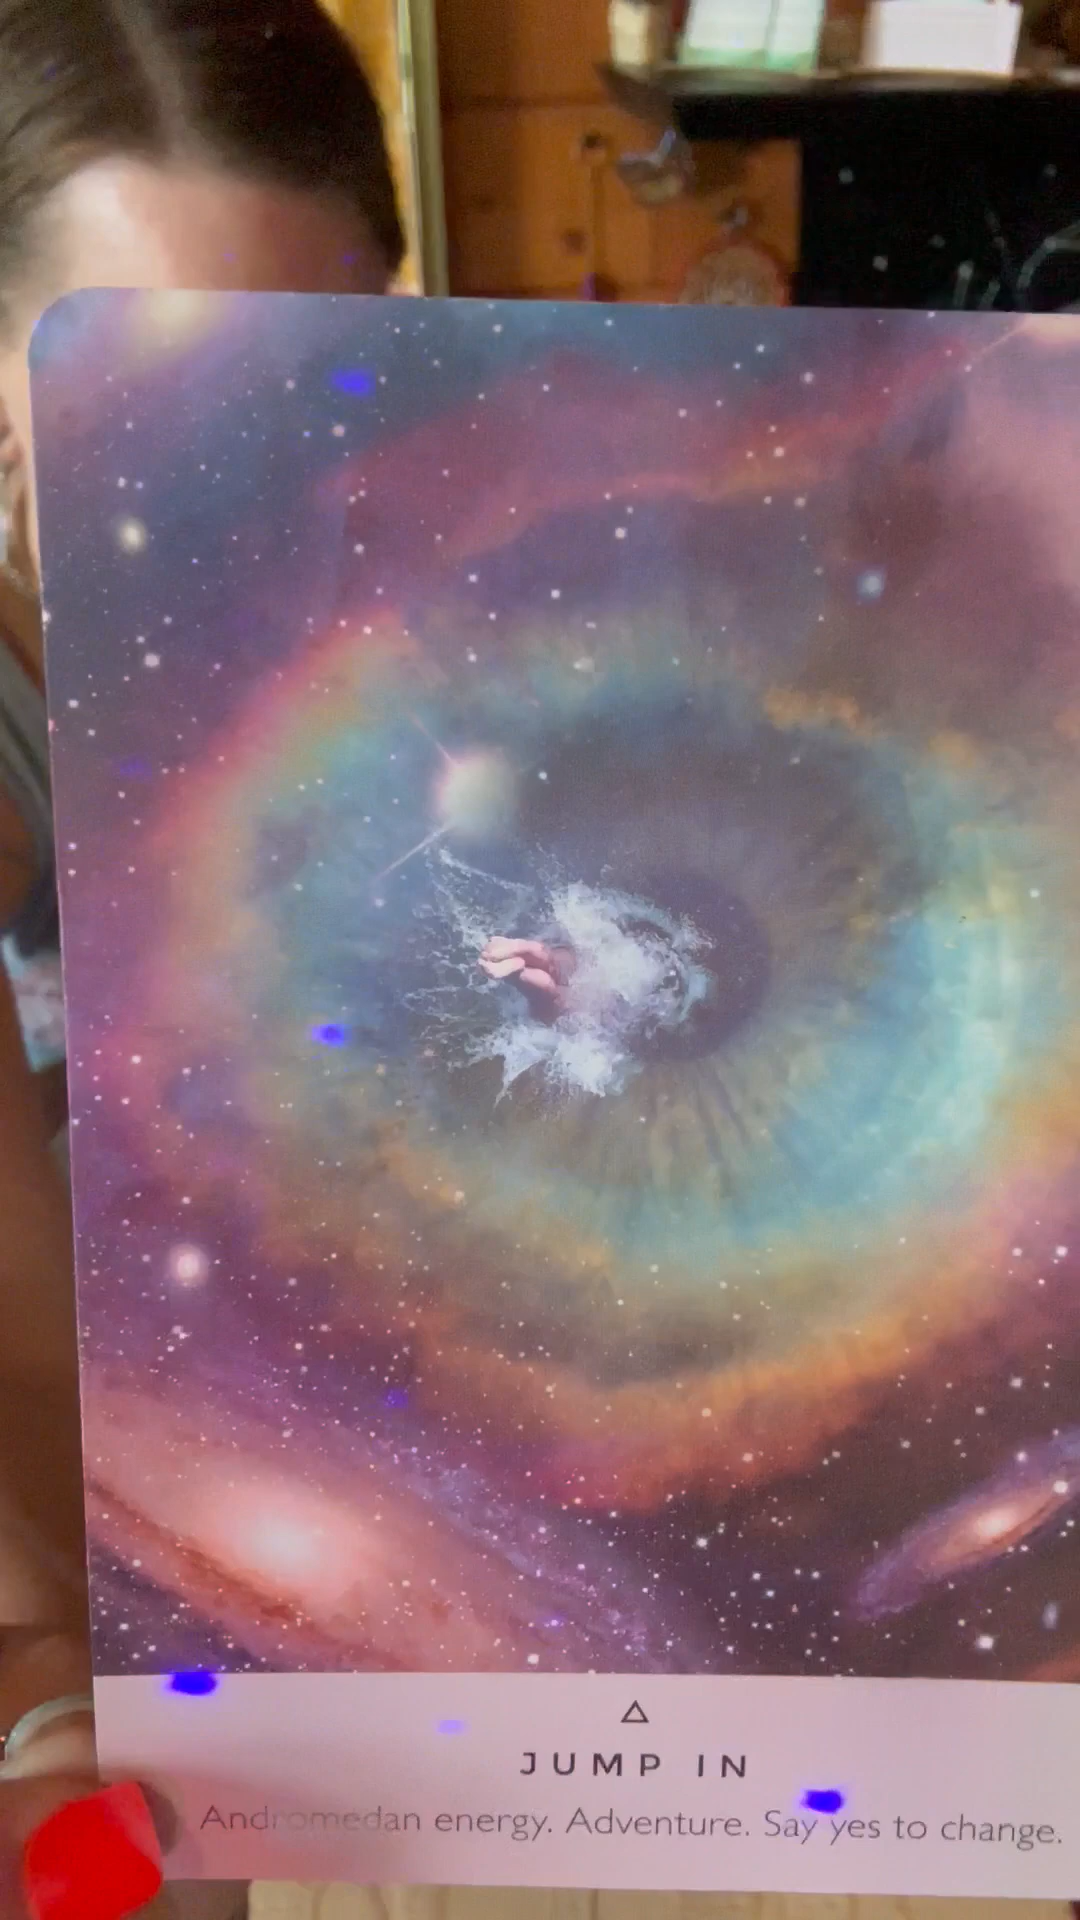 JUMP IN
Andromedan energy. Adventure. Say yes to change.